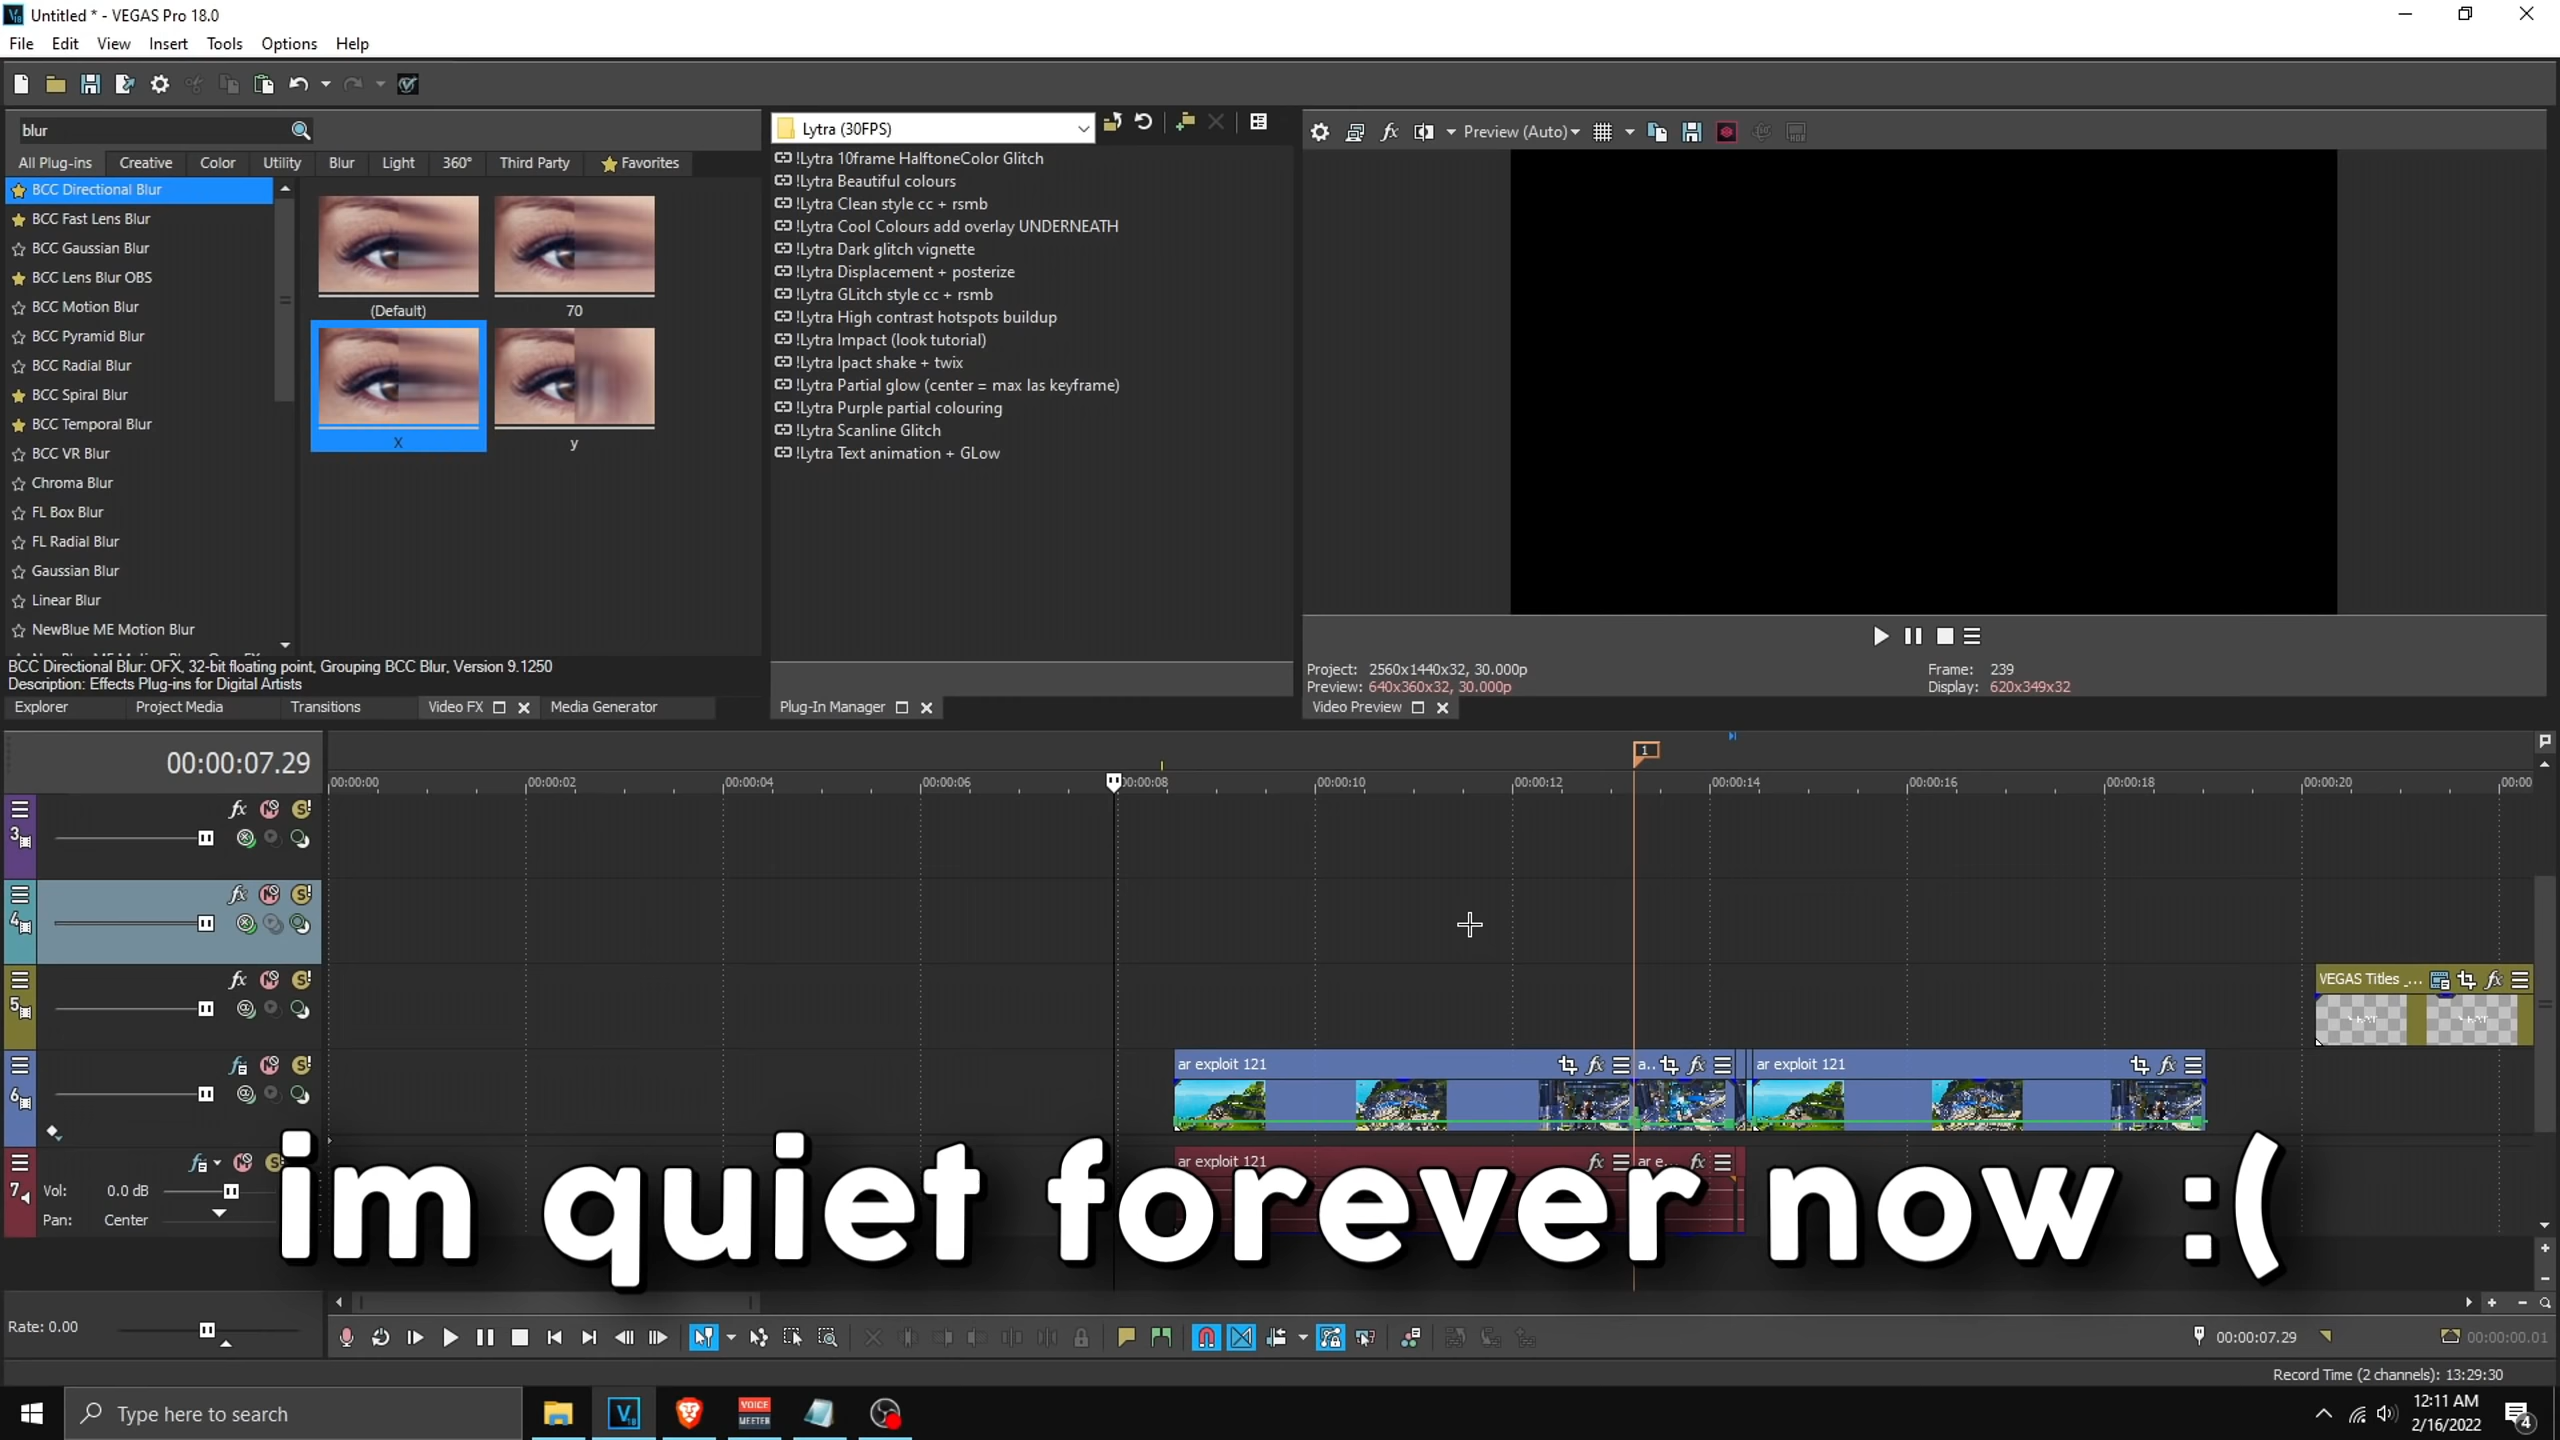 Untitled * - VEGAS Pro 18.0
File Edit View Insert Tools Options Help
blur
All Plug-ins Creative Color Utility Blur Light 360° Third Party Favorites
BCC Directional Blur
BCC Fast Lens Blur
BCC Gaussian Blur
BCC Lens Blur OBS
BCC Motion Blur
BCC Pyramid Blur
BCC Radial Blur
BCC Spiral Blur
BCC Temporal Blur
BCC VR Blur
Chroma Blur
FL Box Blur
FL Radial Blur
Gaussian Blur
Linear Blur
NewBlue ME Motion Blur
(Default) 70
X y
BCC Directional Blur: OFX, 32-bit floating point, Grouping BCC Blur, Version 9.1250
Description: Effects Plug-ins for Digital Artists
Explorer Project Media Transitions Video FX Media Generator
Lytra (30FPS)
!Lytra 10frame HalftoneColor Glitch
!Lytra Beautiful colours
!Lytra Clean style cc + rsmb
!Lytra Cool Colours add overlay UNDERNEATH
!Lytra Dark glitch vignette
!Lytra Displacement + posterize
!Lytra GLitch style cc + rsmb
!Lytra High contrast hotspots buildup
!Lytra Impact (look tutorial)
!Lytra Ipact shake + twix
!Lytra Partial glow (center = max las keyframe)
!Lytra Purple partial colouring
!Lytra Scanline Glitch
!Lytra Text animation + GLow
Plug-In Manager
fx Preview (Auto)
Project: 2560x1440x32, 30.000p Frame: 239
Preview: 640x360x32, 30.000p Display: 620x349x32
Video Preview
00:00:07.29
1
00:00:00 00:00:02 00:00:04 00:00:06 00:00:08 00:00:10 00:00:12 00:00:14 00:00:16 00:00:18 00:00:20 00:00
3
4
5
VEGAS Titles _...
6
ar exploit 121 a.. ar exploit 121
7
ar exploit 121 ar e...
Vol: 0.0 dB
Pan: Center
im quiet forever now :(
Rate: 0.00
00:00:07.29 00:00:00.01
Record Time (2 channels): 13:29:30
Type here to search
VOICE
MEETER
12:11 AM
2/16/2022
4